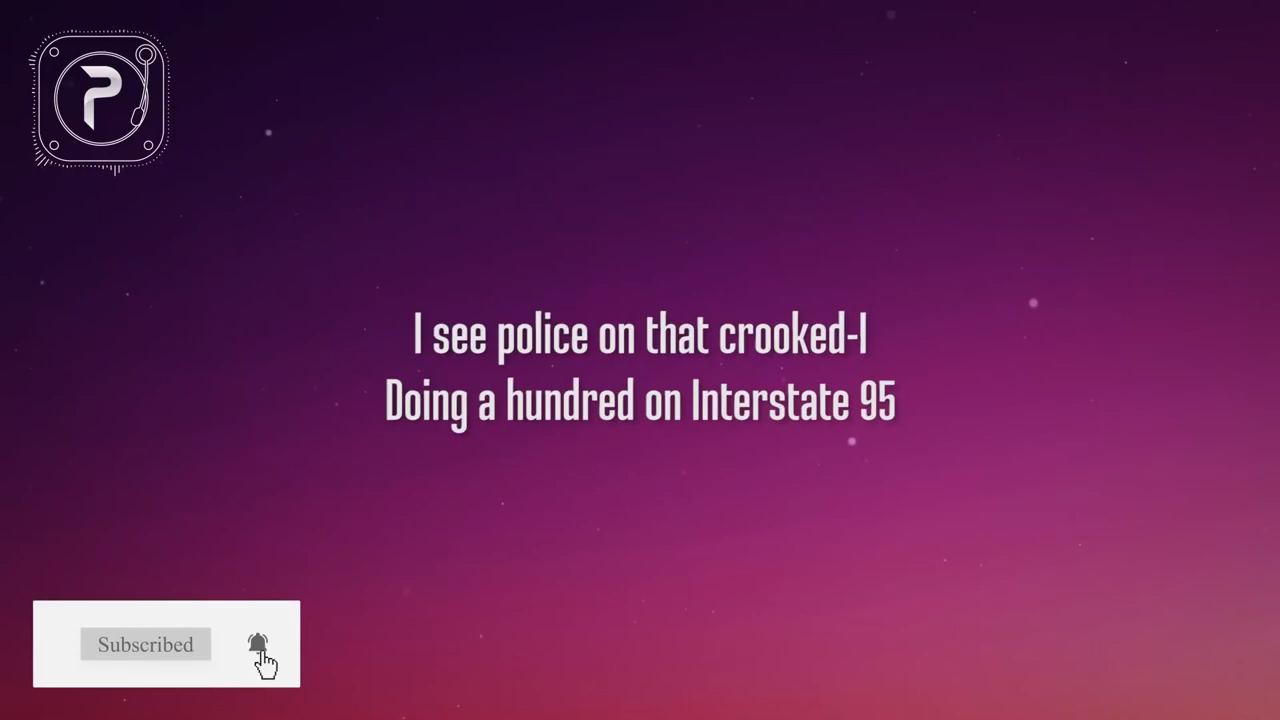 P
I see police on that crooked-I
Doing a hundred on Interstate 95
Subscribed